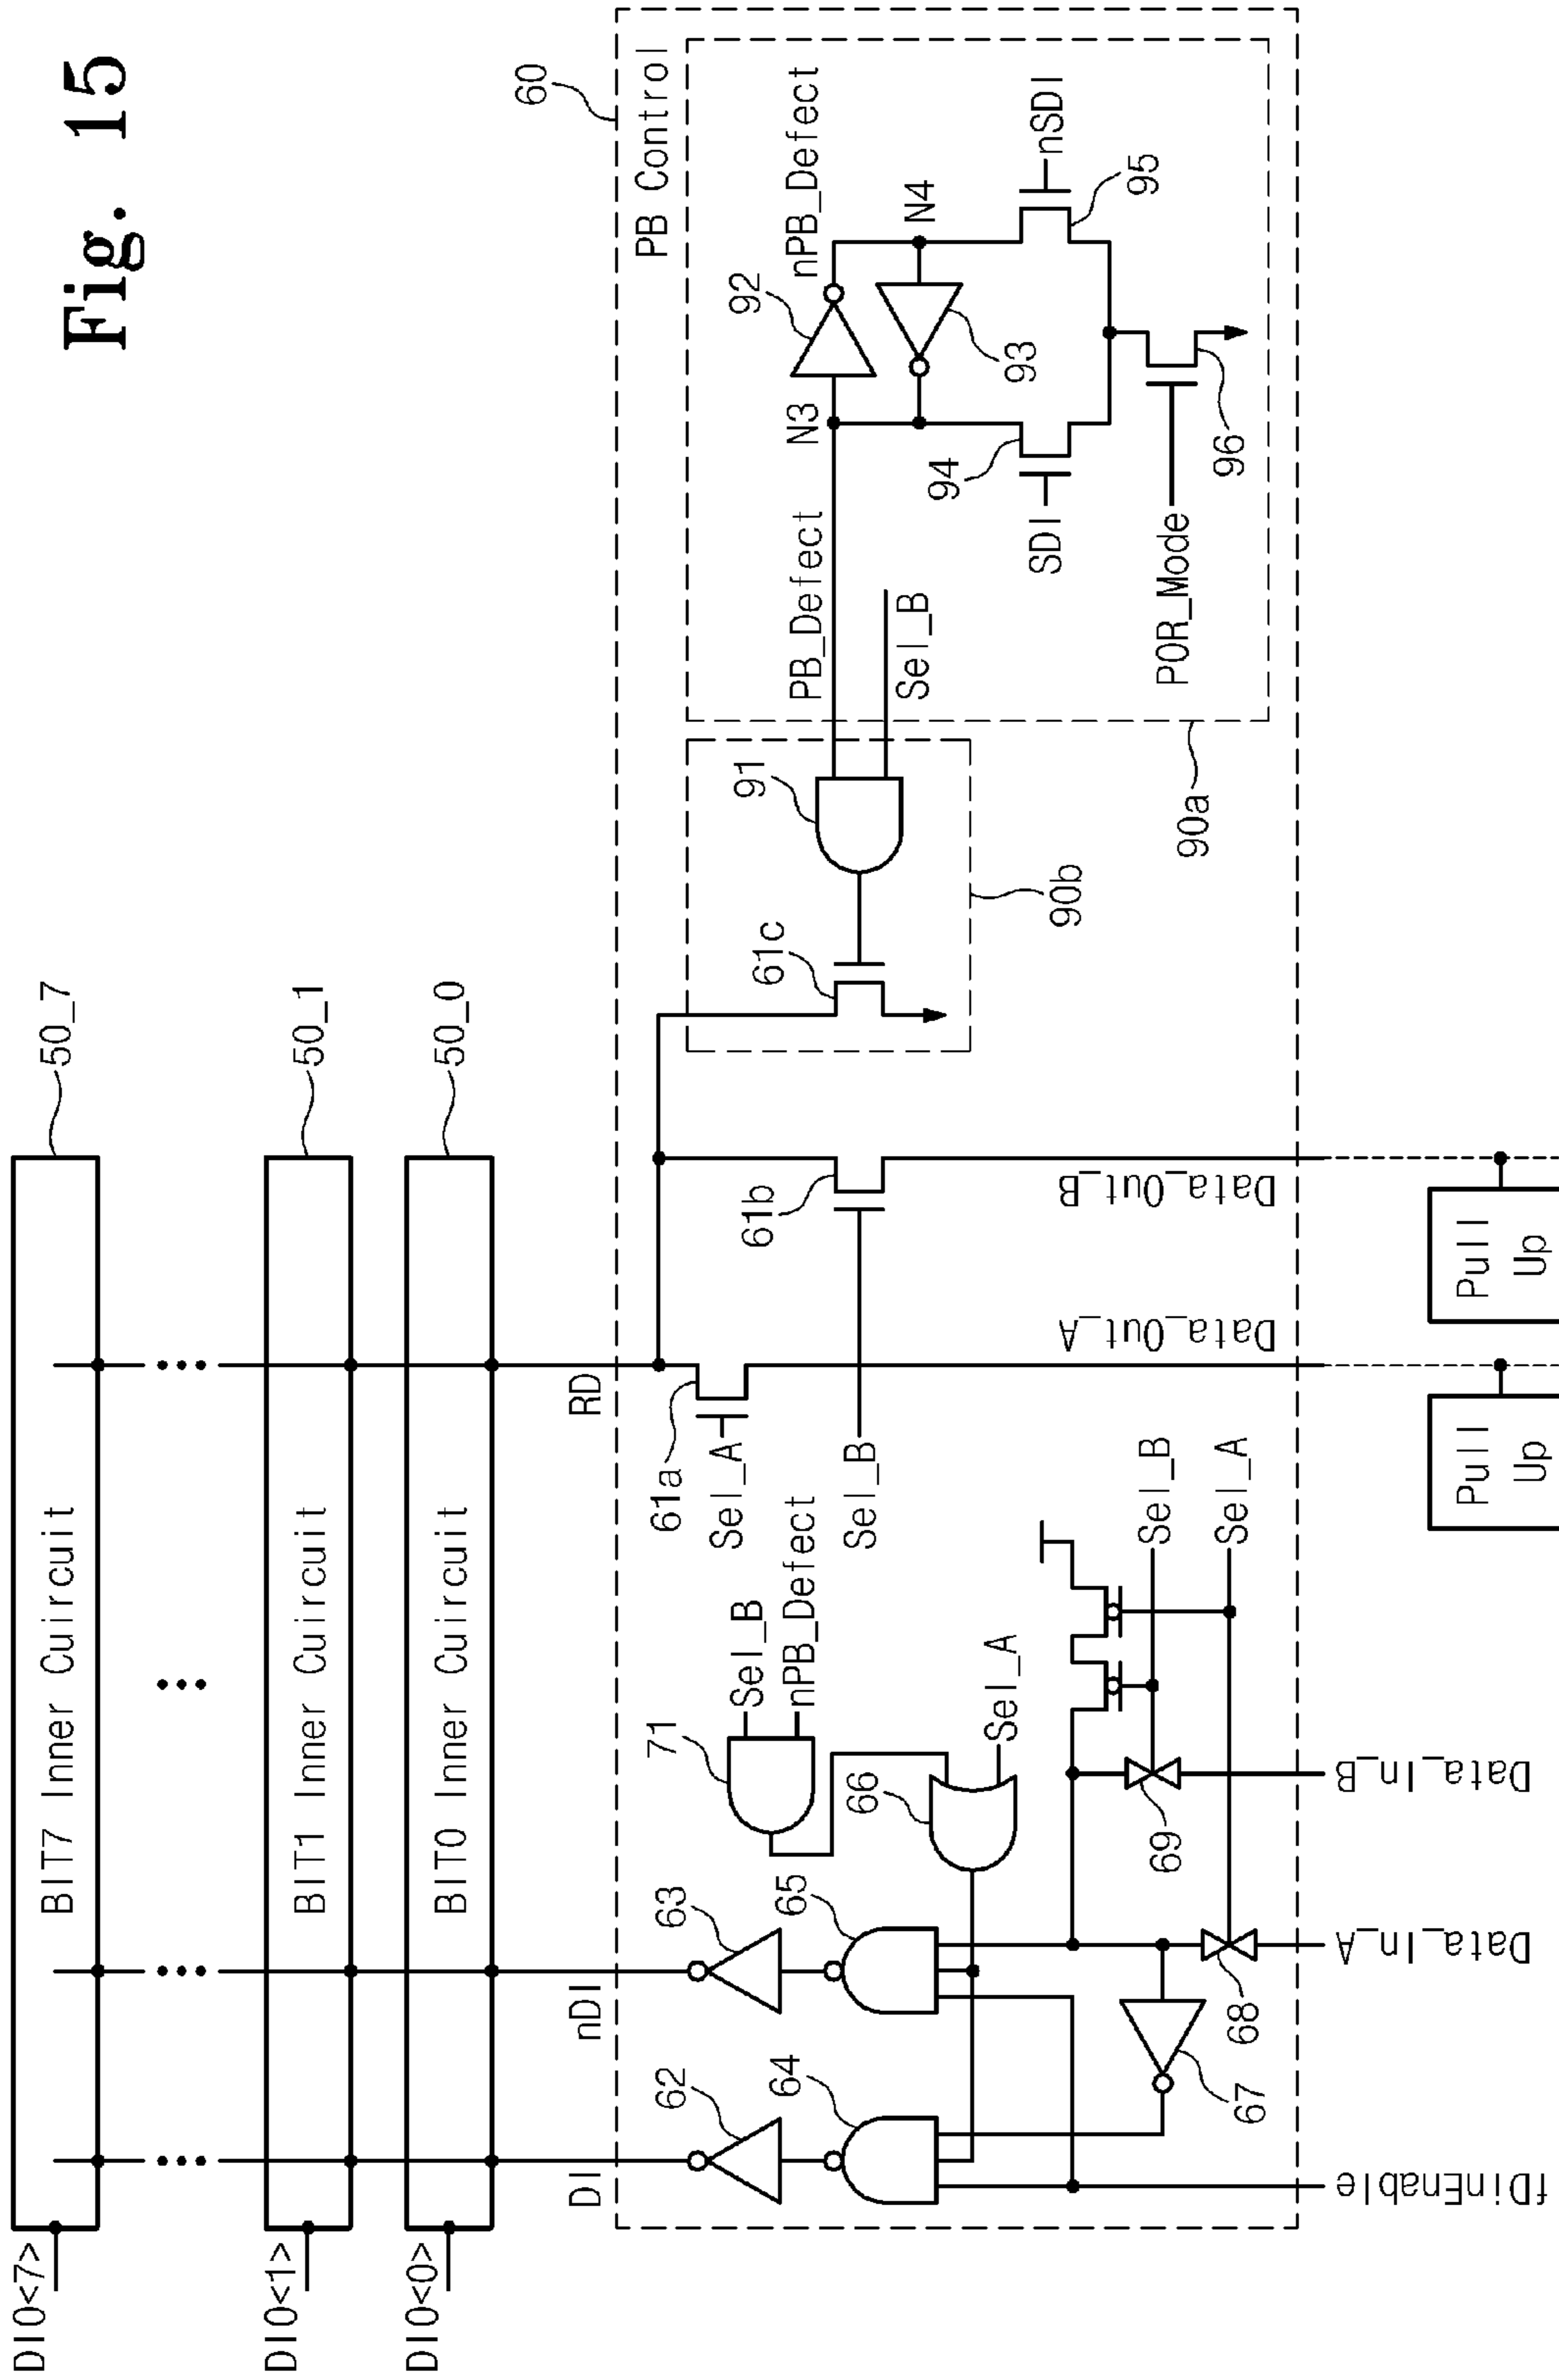 Fig. 15
DIO<7>
BIT7 Inner Cuircuit
50_7
DIO<1>
BIT1 Inner Cuircuit
50_1
DIO<0>
BIT0 Inner Cuircuit
50_0
DI
nDI
RD
60
PB Control
62
63
71
Sel_B
nPB_Defect
61a
Sel_A
64
65
66
Sel_A
Sel_B
61b
61c
91
90b
PB_Defect
Sel_B
N3
92
nPB_Defect
93
N4
94
SDI
95
nSDI
POR_Mode
96
90a
67
68
69
Sel_B
Sel_A
fDinEnable
Data_In_A
Data_In_B
Data_Out_A
Data_Out_B
Pull
Up
Pull
Up